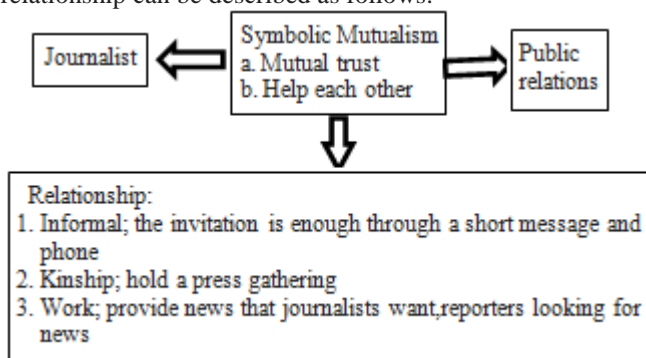 relationship can be described as follows:
Journalist
Symbolic Mutualism
a. Mutual trust
b. Help each other
Public
relations
Relationship:
1. Informal; the invitation is enough through a short message and
phone
2. Kinship; hold a press gathering
3. Work; provide news that journalists want,reporters looking for
news